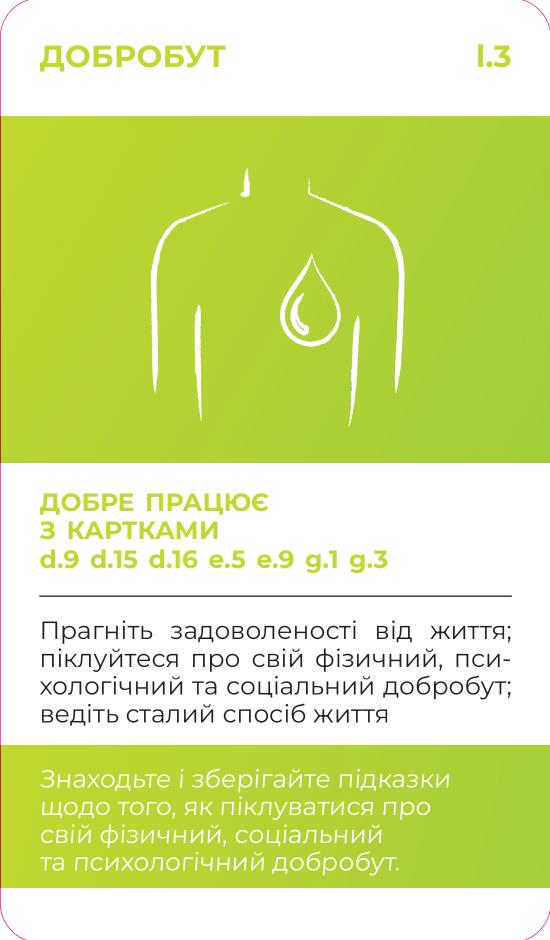 ДОБРОБУТ l.3
ДОБРЕ ПРАЦЮЄ
З КАРТКАМИ
d.9 d.15 d.16 e.5 e.9 g.1 g.3
Прагніть задоволеності від життя;
піклуйтеся про свій фізичний, пси-
хологічний та соціальний добробут;
ведіть сталий спосіб життя
Знаходьте і зберігайте підказки
щодо того, як піклуватися про
свій фізичний, соціальний
та психологічний добробут.